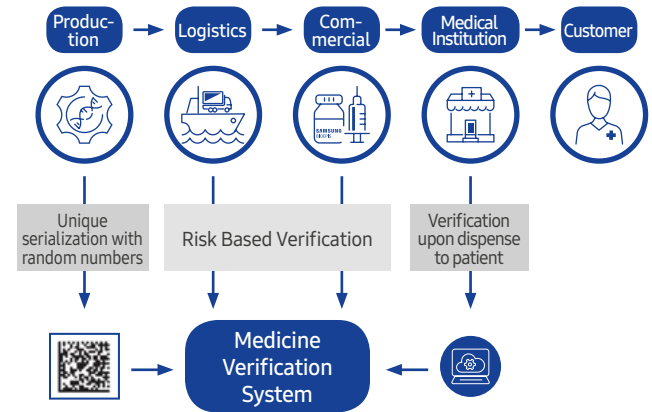 Produc-
tion
Logistics
Com-
mercial
Medical
Institution
Customer
SAMSUNG
BIOEPIS
Unique
serialization with
random numbers
Risk Based Verification
Verification
upon dispense
to patient
Medicine
Verification
System